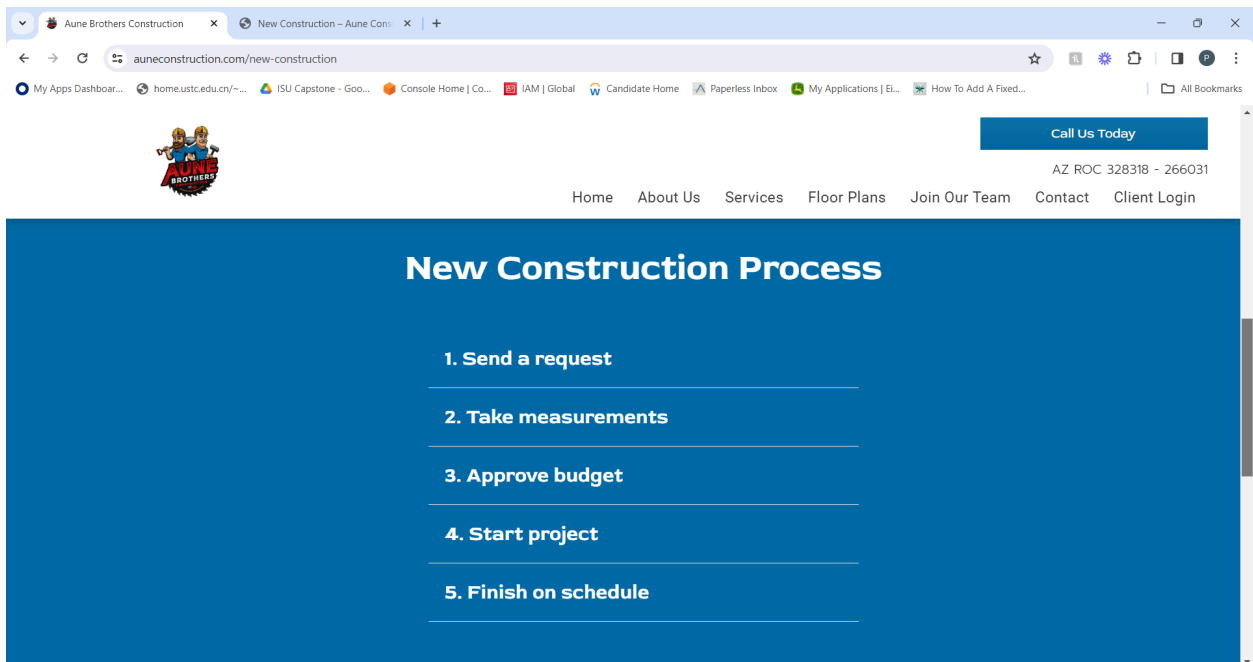 Aune Brothers Construction
New Construction – Aune Cons
auneconstruction.com/new-construction
My Apps Dashboar...
home.ustc.edu.cn/~...
ISU Capstone - Goo...
Console Home | Co...
IAM | Global
Candidate Home
Paperless Inbox
My Applications | Ei...
How To Add A Fixed...
All Bookmarks
P
AUNE
BROTHERS
Call Us Today
AZ ROC 328318 - 266031
Home About Us Services Floor Plans Join Our Team Contact Client Login
New Construction Process
1. Send a request
2. Take measurements
3. Approve budget
4. Start project
5. Finish on schedule